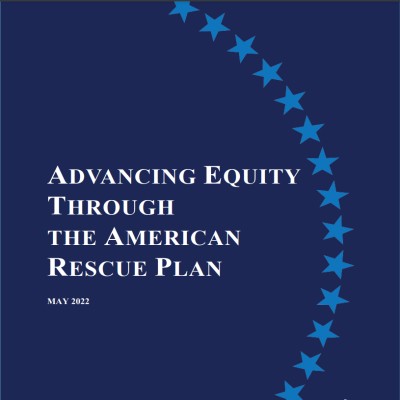 ADVANCING EQUITY
THROUGH
THE AMERICAN
RESCUE PLAN
MAY 2022